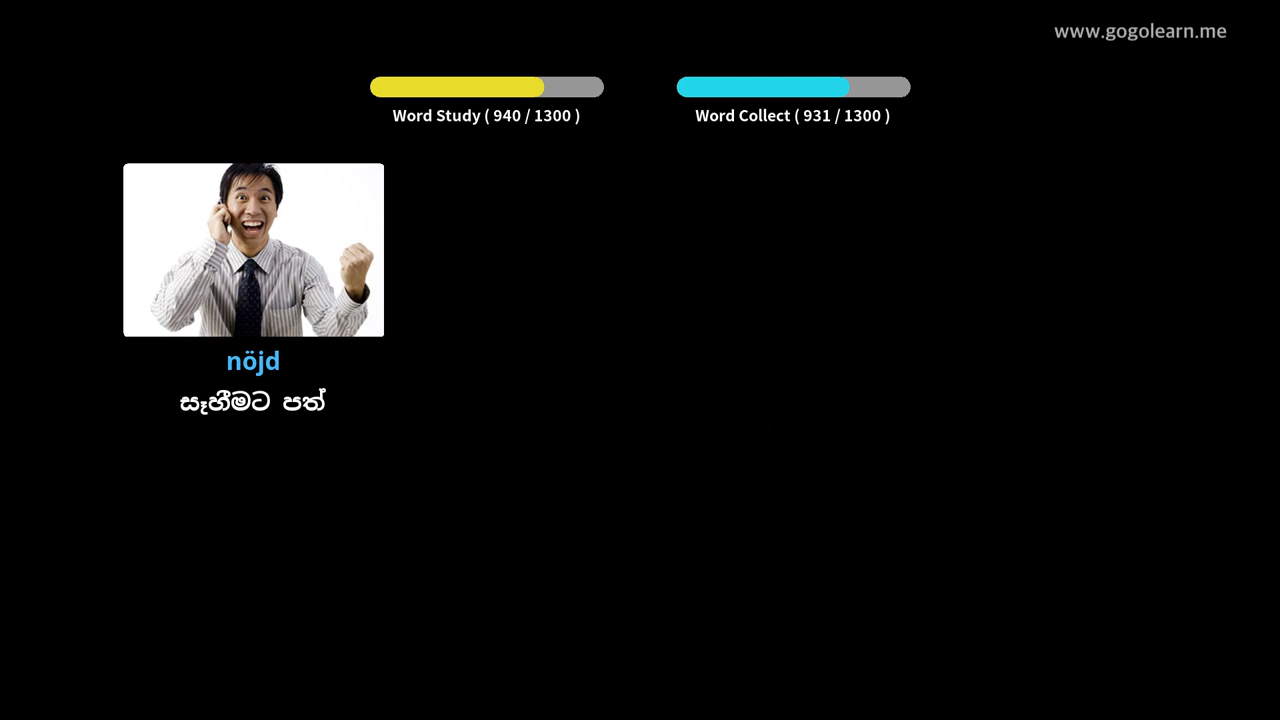 www.gogolearn.me
Word Study ( 940 / 1300 )
Word Collect ( 931 / 1300 )
nöjd
සෑහීමට පත්